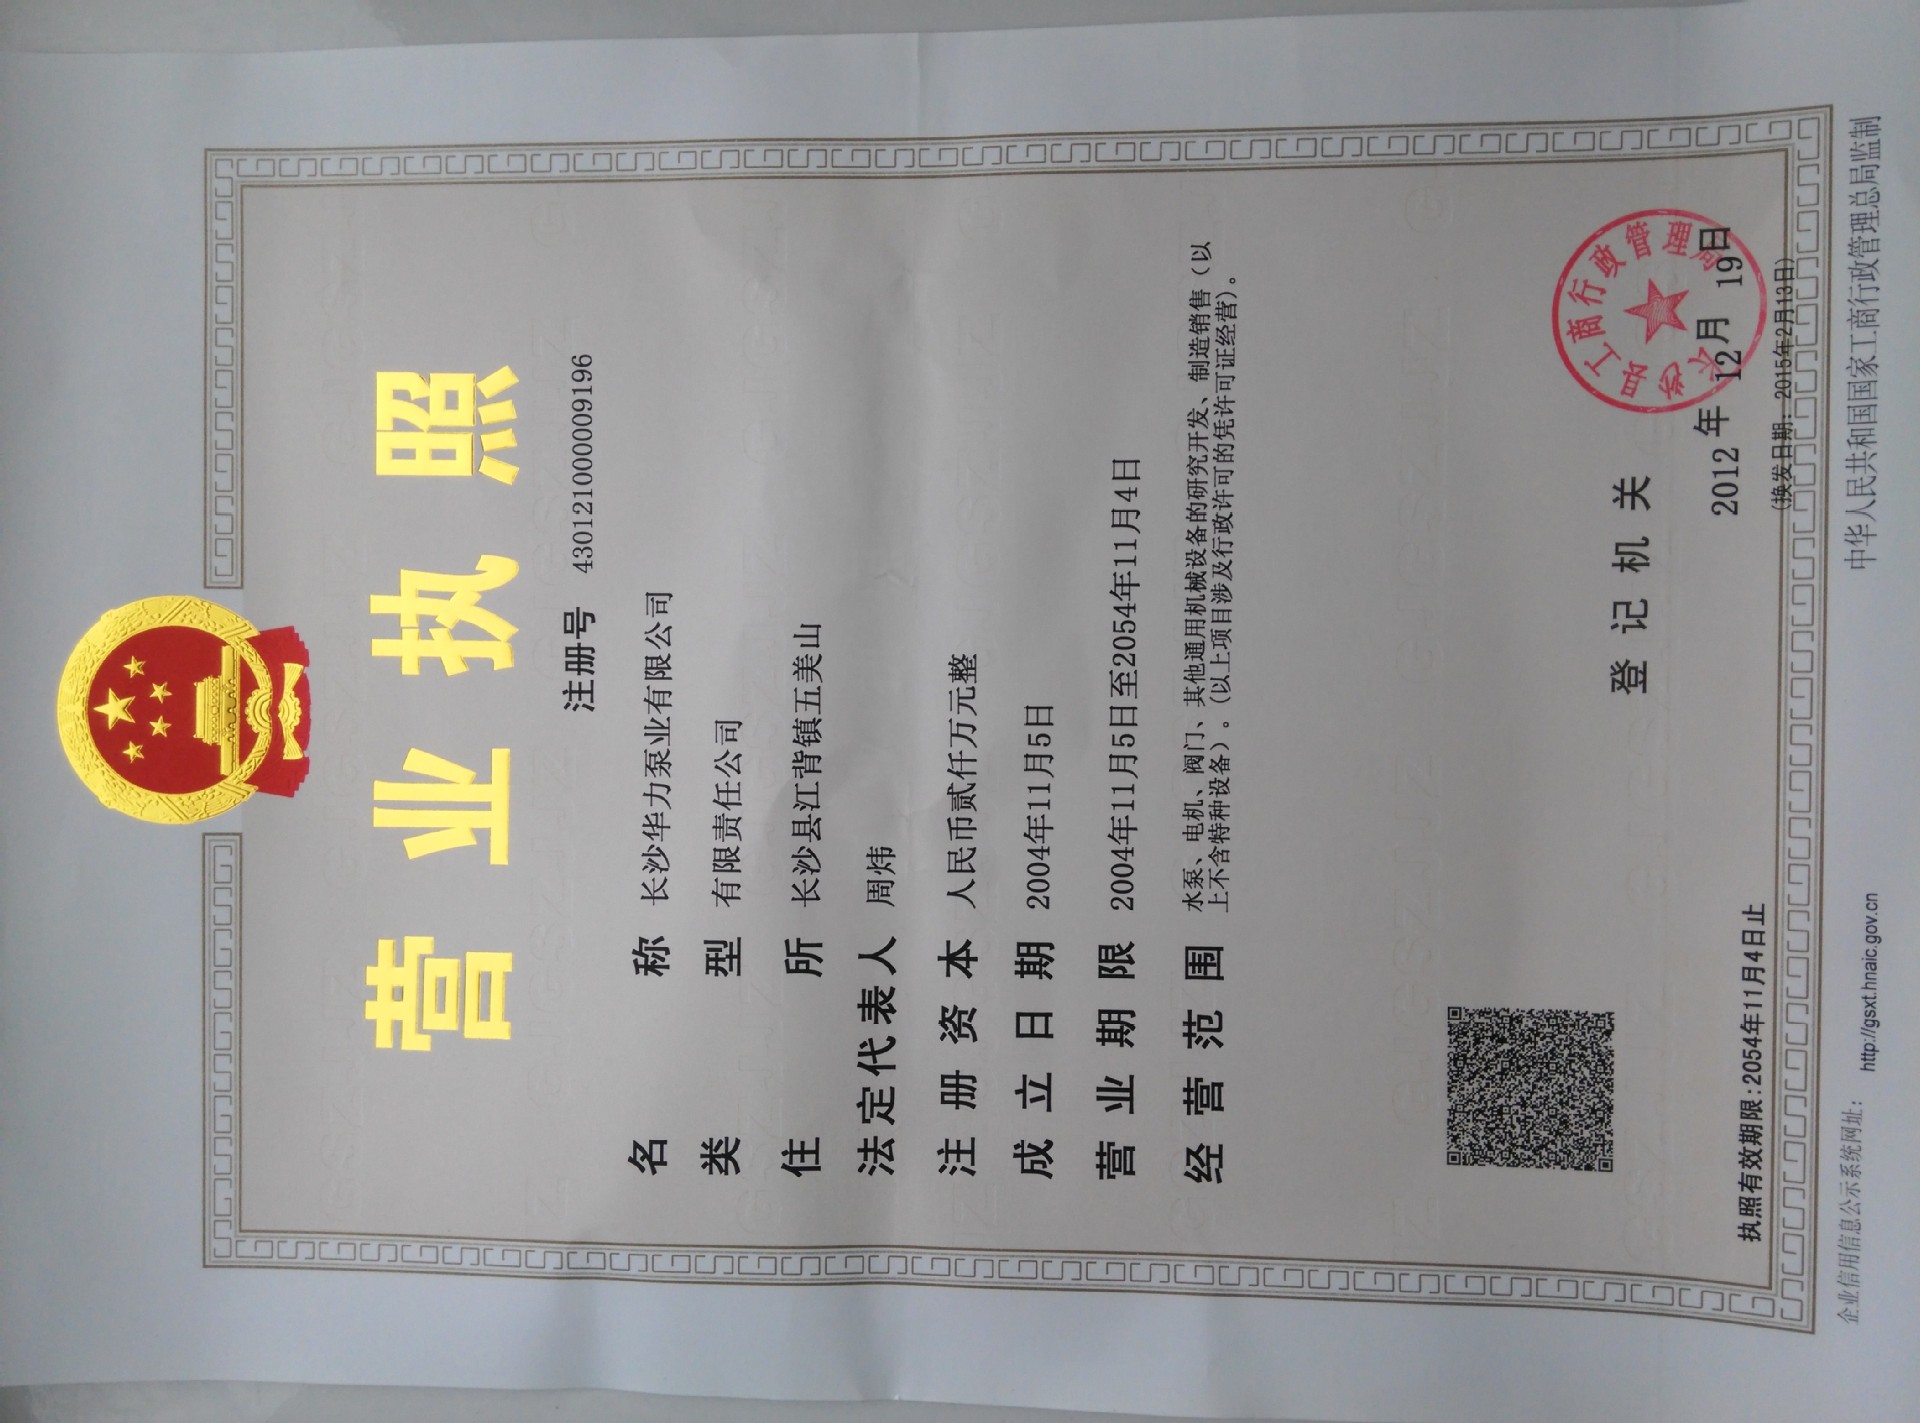 营业执照
注册号 430121000009196
名称 长沙华力泵业有限公司
类型 有限责任公司
住所 长沙县江背镇五美山
法定代表人 周炜
注册资本 人民币贰仟万元整
成立日期 2004年11月5日
营业期限 2004年11月5日至2054年11月4日
经营范围 水泵、电机、阀门、其他通用机械设备的研究开发、制造销售（以
上不含特种设备）。（以上项目涉及行政许可的凭许可证经营）。
登记机关
长沙县工商行政管理局
2012年12月19日
（换发日期：2015年2月13日）
执照有效期限：2054年11月4日止
企业信用信息公示系统网址： http://gsxt.hnaic.gov.cn
中华人民共和国国家工商行政管理总局监制